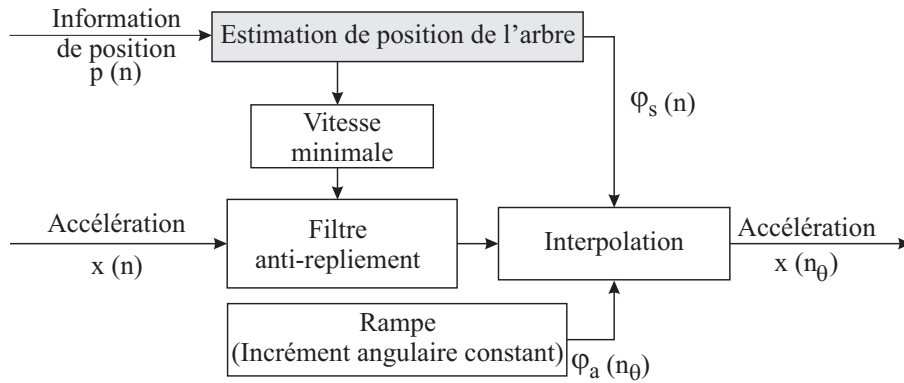 Information
de position
p (n)
Estimation de position de l’arbre
φs (n)
Vitesse
minimale
Accélération
x (n)
Filtre
anti-repliement
Interpolation
Accélération
x (nθ)
Rampe
(Incrément angulaire constant)
φa (nθ)